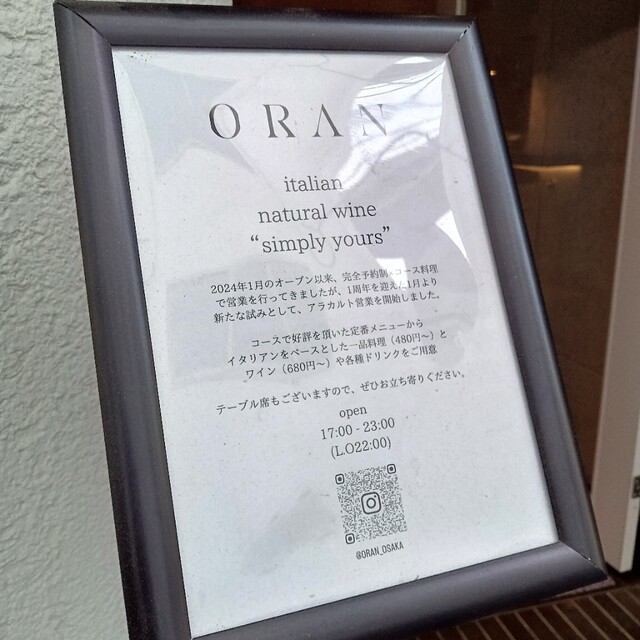 ORAN
italian
natural wine
“simply yours”
2024年1月のオープン以来、完全予約制×コース料理
で営業を行ってきましたが、1周年を迎えた1月より
新たな試みとして、アラカルト営業を開始しました。
コースで好評を頂いた定番メニューから
イタリアンをベースとした一品料理（480円～）と
ワイン（680円～）や各種ドリンクをご用意
テーブル席もございますので、ぜひお立ち寄りください。
open
17:00 - 23:00
(L.O22:00)
@ORAN_OSAKA